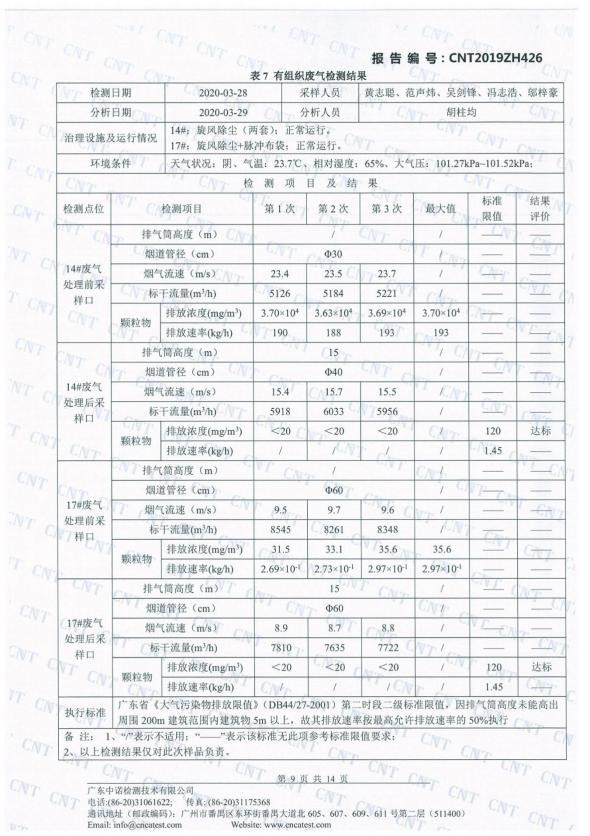 报 告 编 号：CNT2019ZH426
表 7 有组织废气检测结果
检测日期 2020-03-28 采样人员 黄志聪、范声炜、吴剑锋、冯志浩、邬梓豪
分析日期 2020-03-29 分析人员 胡柱均
治理设施及运行情况 14#：旋风除尘（两套）；正常运行。
17#：旋风除尘+脉冲布袋；正常运行。
环境条件 天气状况：阴、气温：23.7℃、相对湿度：65%、大气压：101.27kPa~101.52kPa；
检 测 项 目 及 结 果
检测点位 检测项目 第 1 次 第 2 次 第 3 次 最大值 标准限值 结果评价
14#废气处理前采样口
排气筒高度（m） / / —— ——
烟道管径（cm） Φ30 / —— ——
烟气流速（m/s） 23.4 23.5 23.7 / —— ——
标干流量(m³/h) 5126 5184 5221 / —— ——
颗粒物 排放浓度(mg/m³) 3.70×10⁴ 3.63×10⁴ 3.69×10⁴ 3.70×10⁴ —— ——
排放速率(kg/h) 190 188 193 193 —— ——
14#废气处理后采样口
排气筒高度（m） 15 / —— ——
烟道管径（cm） Φ40 / —— ——
烟气流速（m/s） 15.4 15.7 15.5 / —— ——
标干流量(m³/h) 5918 6033 5956 / —— ——
颗粒物 排放浓度(mg/m³) ＜20 ＜20 ＜20 / 120 达标
排放速率(kg/h) / / / / 1.45 ——
17#废气处理前采样口
排气筒高度（m） / / —— ——
烟道管径（cm） Φ60 / —— ——
烟气流速（m/s） 9.5 9.7 9.6 / —— ——
标干流量(m³/h) 8545 8261 8348 / —— ——
颗粒物 排放浓度(mg/m³) 31.5 33.1 35.6 35.6 —— ——
排放速率(kg/h) 2.69×10⁻¹ 2.73×10⁻¹ 2.97×10⁻¹ 2.97×10⁻¹ —— ——
17#废气处理后采样口
排气筒高度（m） 15 / —— ——
烟道管径（cm） Φ60 / —— ——
烟气流速（m/s） 8.9 8.7 8.8 / —— ——
标干流量(m³/h) 7810 7635 7722 / —— ——
颗粒物 排放浓度(mg/m³) ＜20 ＜20 ＜20 / 120 达标
排放速率(kg/h) / / / / 1.45 ——
执行标准 广东省《大气污染物排放限值》（DB44/27-2001）第二时段二级标准限值，因排气筒高度未能高出
周围 200m 建筑范围内建筑物 5m 以上，故其排放速率按最高允许排放速率的 50%执行
备 注： 1、“/”表示不适用；“——”表示该标准无此项参考标准限值要求；
2、以上检测结果仅对此次样品负责。
第 9 页 共 14 页
广东中诺检测技术有限公司
电话:(86-20)31061622; 传真:(86-20)31175368
通讯地址（邮政编码）：广州市番禺区东环街番禺大道北 605、607、609、611 号第二层（511400）
Email: info@cncatest.com Website: www.cncatest.com